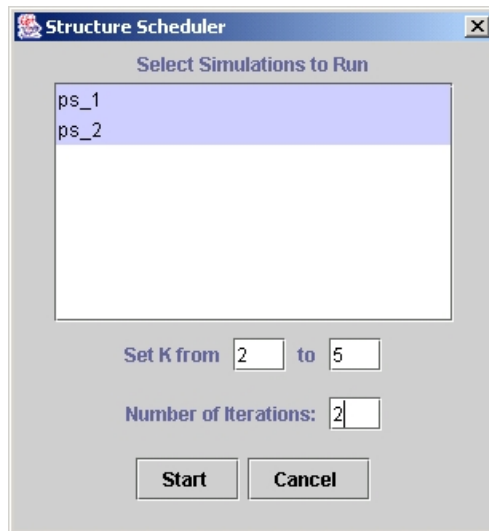 Structure Scheduler
Select Simulations to Run
ps_1
ps_2
Set K from 2 to 5
Number of Iterations: 2
Start Cancel